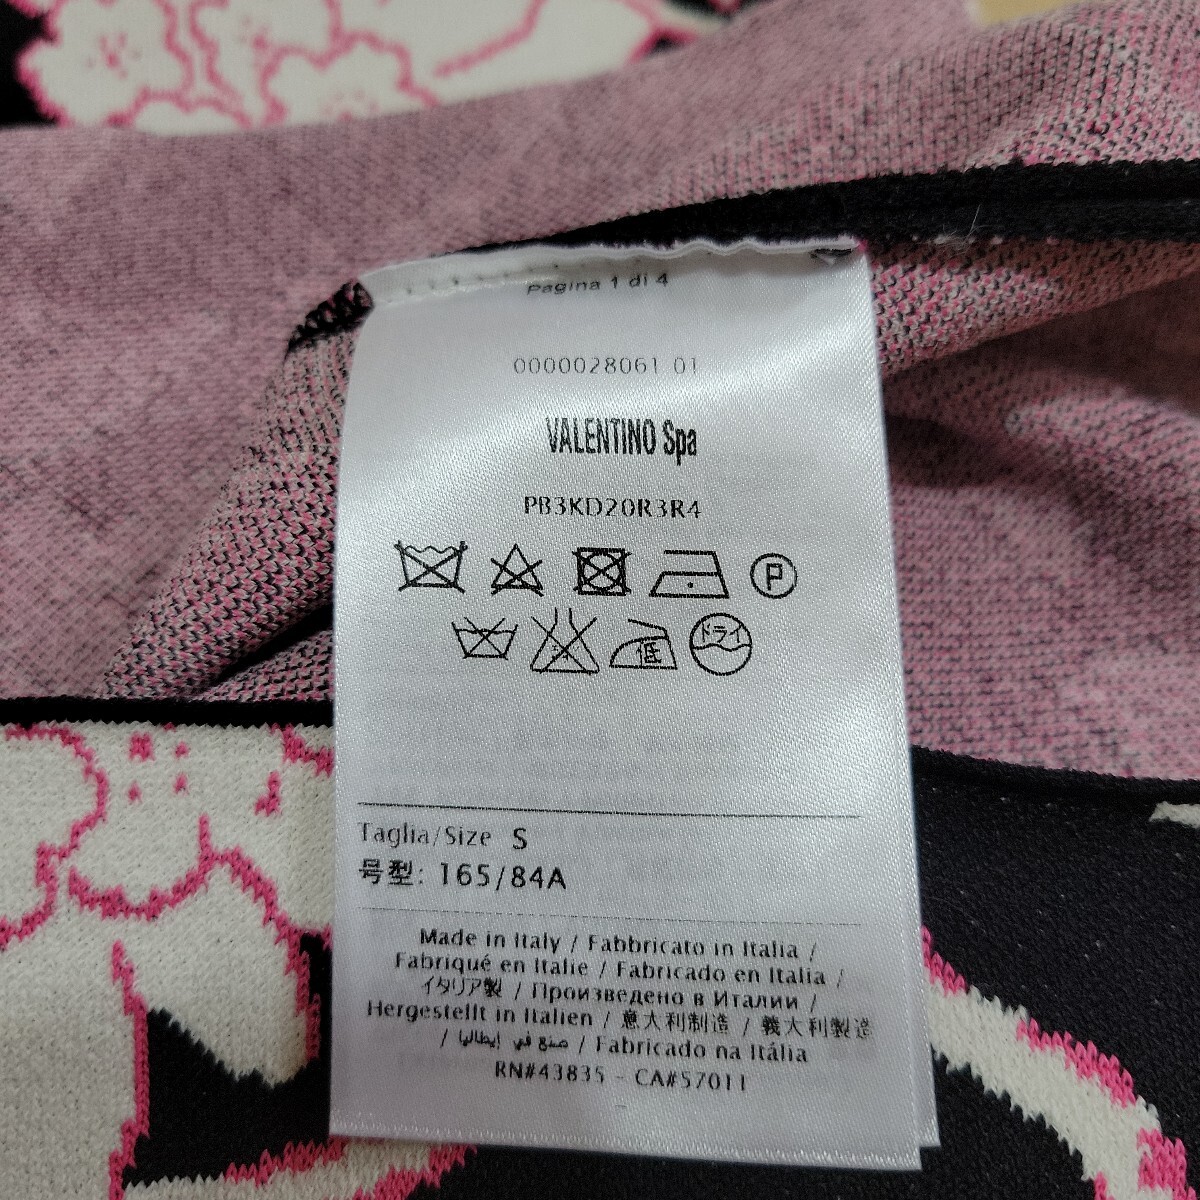 Pagina 1 di 4
0000028061 01
VALENTINO Spa
PB3KD20R3R4
P
低 ドライ
Taglia/Size S
号型: 165/84A
Made in Italy / Fabbricato in Italia /
Fabriqué en Italie / Fabricado en Italia /
イタリア製 / Произведено в Италии /
Hergestellt in Italien / 意大利制造 / 義大利製造
/ صنع في إيطاليا / Fabricado na Itália
RN#43835 - CA#57011